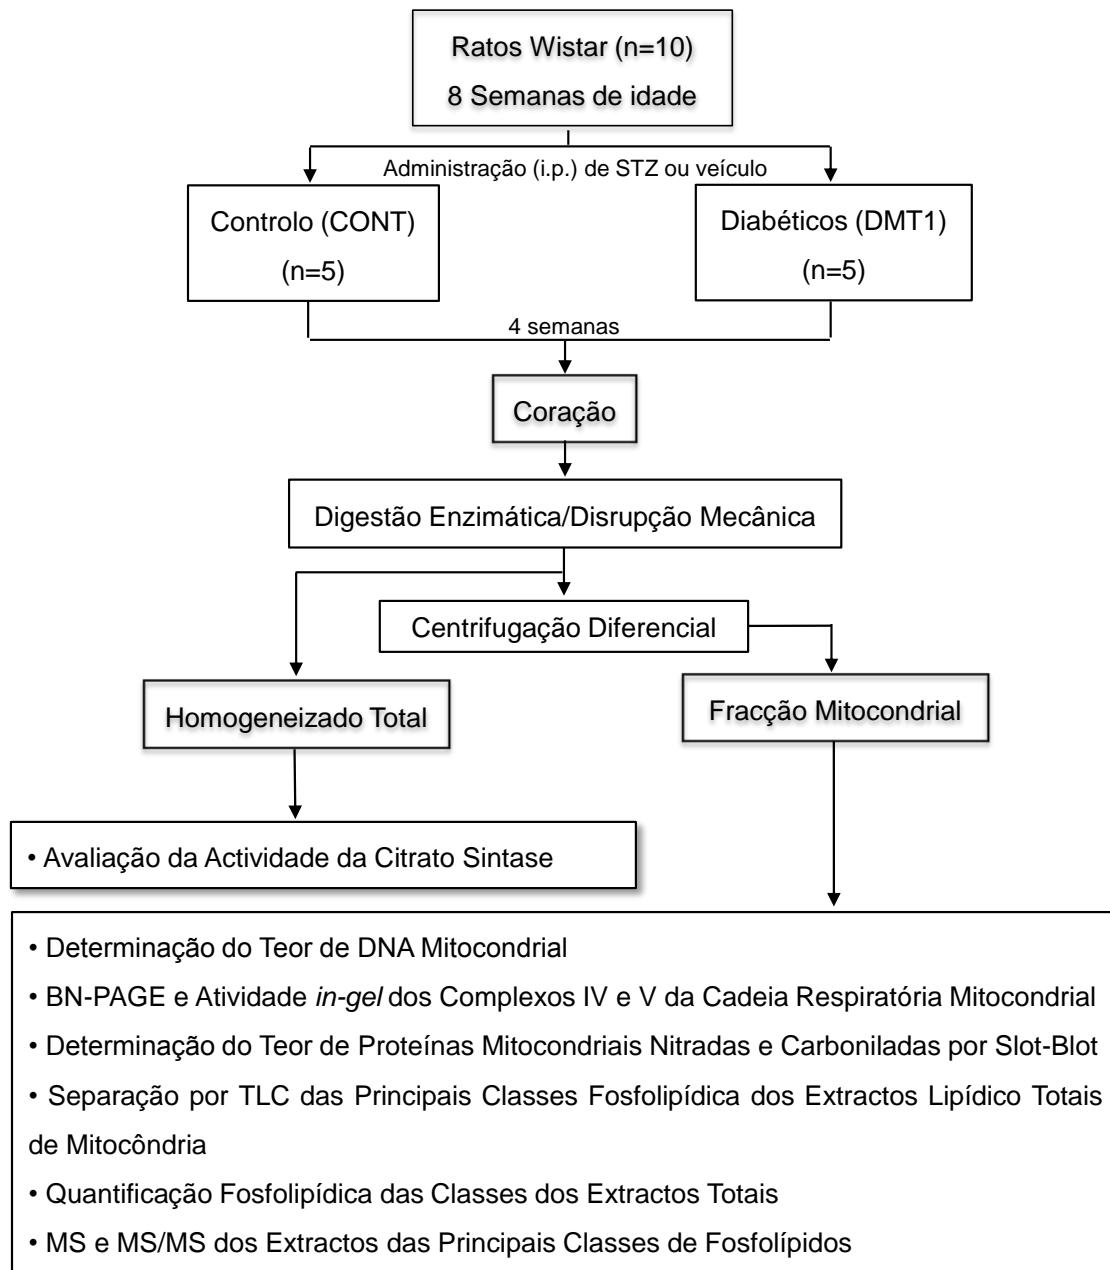 Ratos Wistar (n=10)
8 Semanas de idade
Administração (i.p.) de STZ ou veículo
Controlo (CONT)
(n=5)
Diabéticos (DMT1)
(n=5)
4 semanas
Coração
Digestão Enzimática/Disrupção Mecânica
Centrifugação Diferencial
Homogeneizado Total
Fracção Mitocondrial
• Avaliação da Actividade da Citrato Sintase
• Determinação do Teor de DNA Mitocondrial
• BN-PAGE e Atividade in-gel dos Complexos IV e V da Cadeia Respiratória Mitocondrial
• Determinação do Teor de Proteínas Mitocondriais Nitradas e Carboniladas por Slot-Blot
• Separação por TLC das Principais Classes Fosfolipídica dos Extractos Lipídico Totais
de Mitocôndria
• Quantificação Fosfolipídica das Classes dos Extractos Totais
• MS e MS/MS dos Extractos das Principais Classes de Fosfolípidos